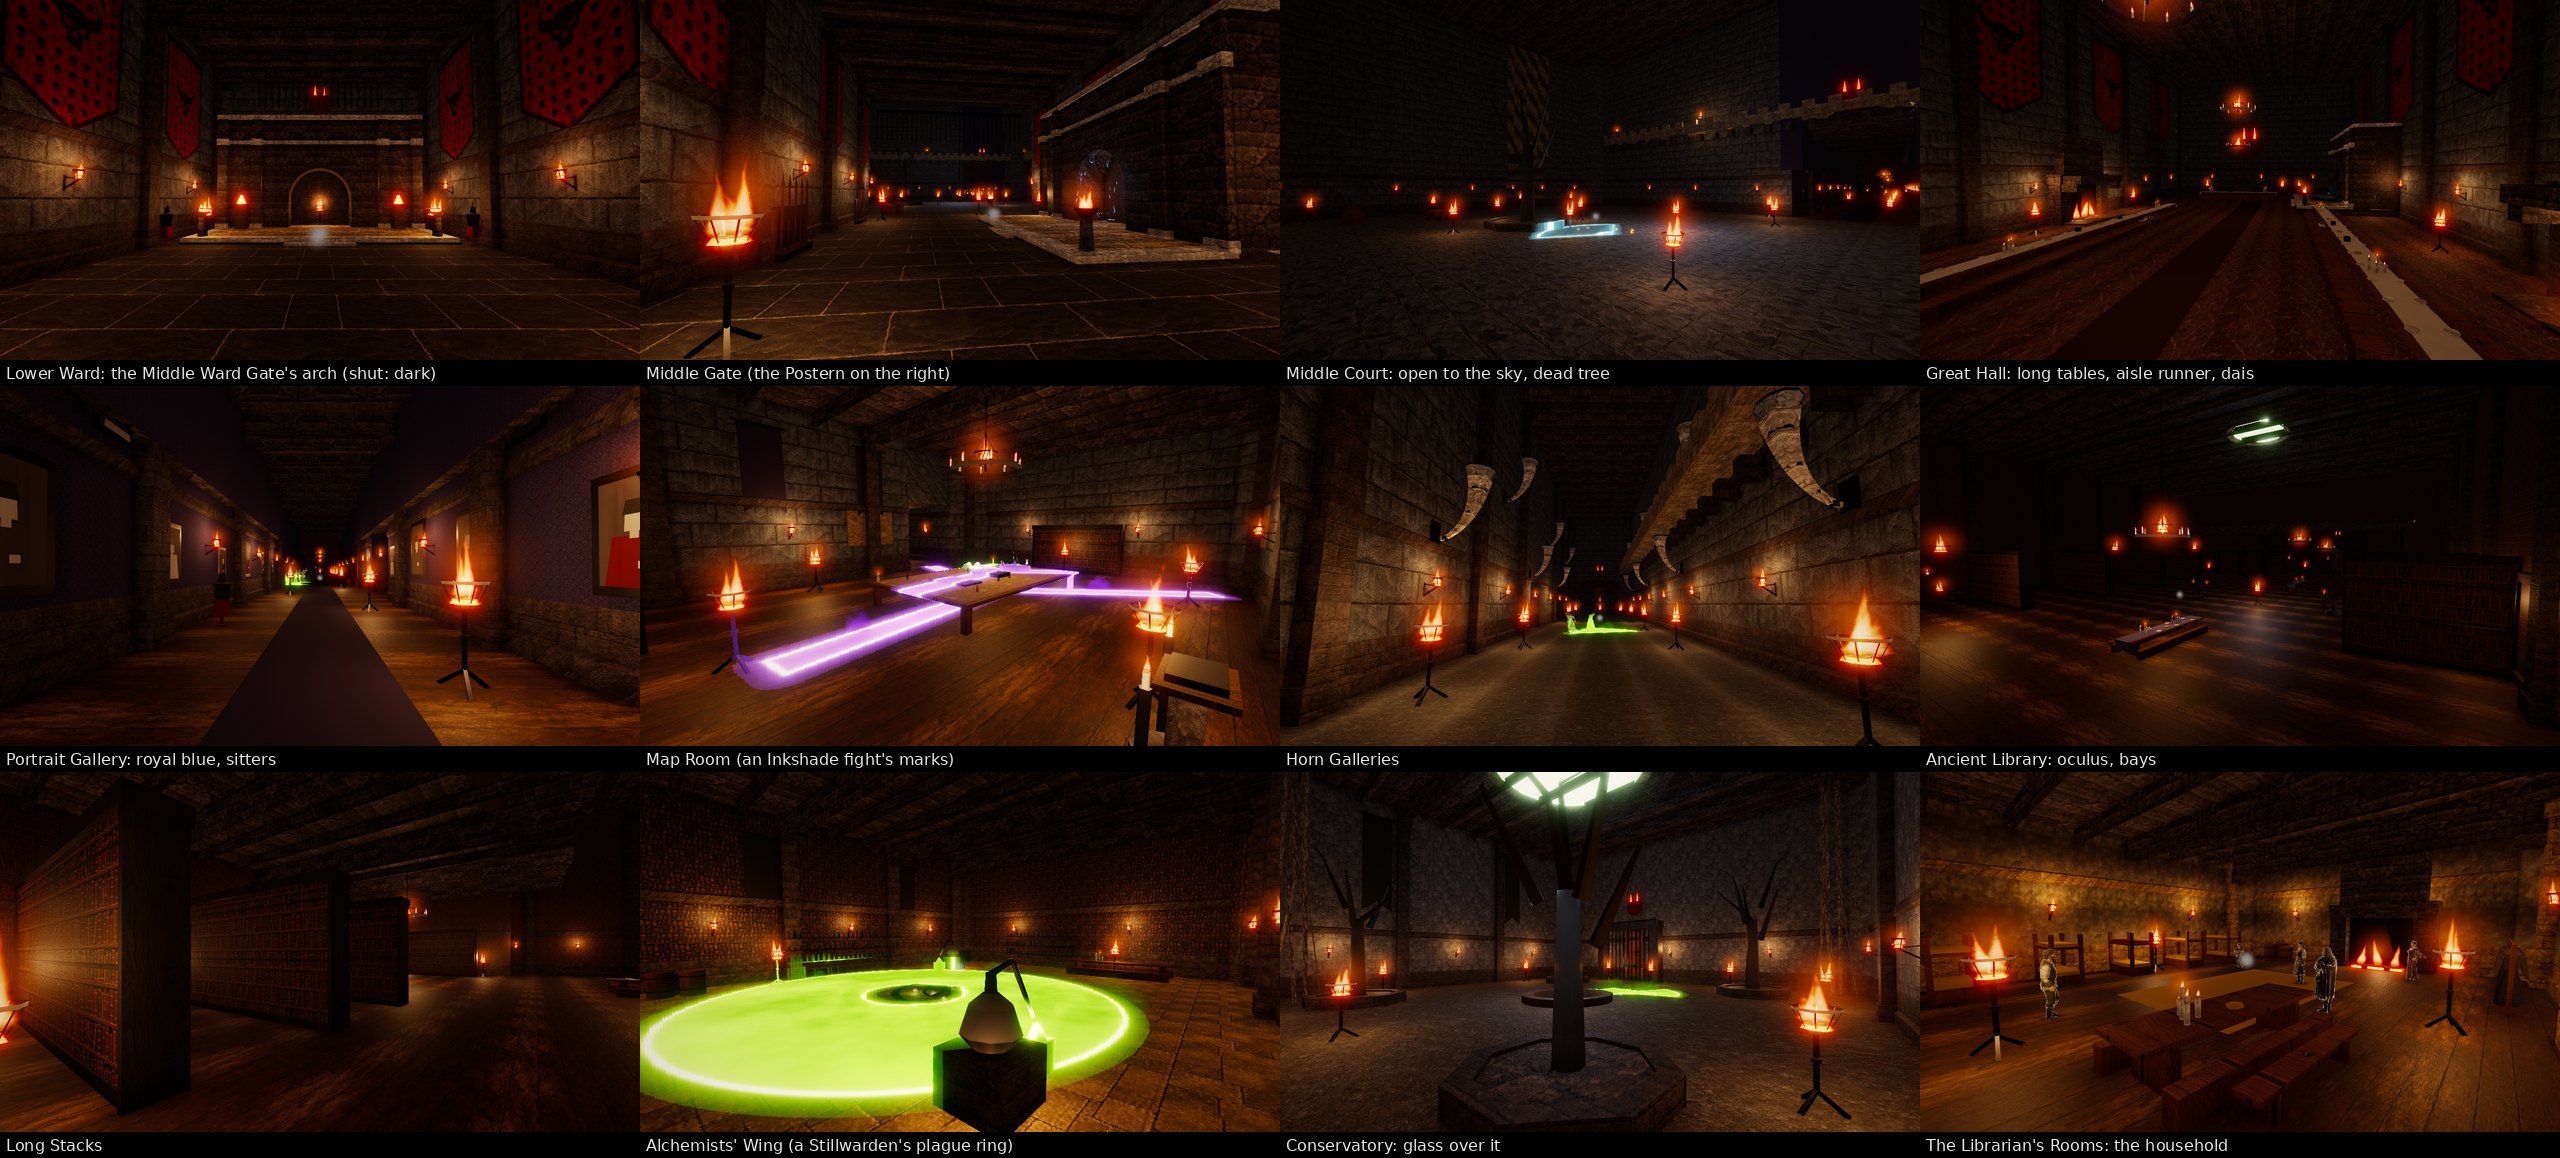 Lower Ward: the Middle Ward Gate's arch (shut: dark)
Middle Gate (the Postern on the right)
Middle Court: open to the sky, dead tree
Great Hall: long tables, aisle runner, dais
Portrait Gallery: royal blue, sitters
Map Room (an Inkshade fight's marks)
Horn Galleries
Ancient Library: oculus, bays
Long Stacks
Alchemists' Wing (a Stillwarden's plague ring)
Conservatory: glass over it
The Librarian's Rooms: the household